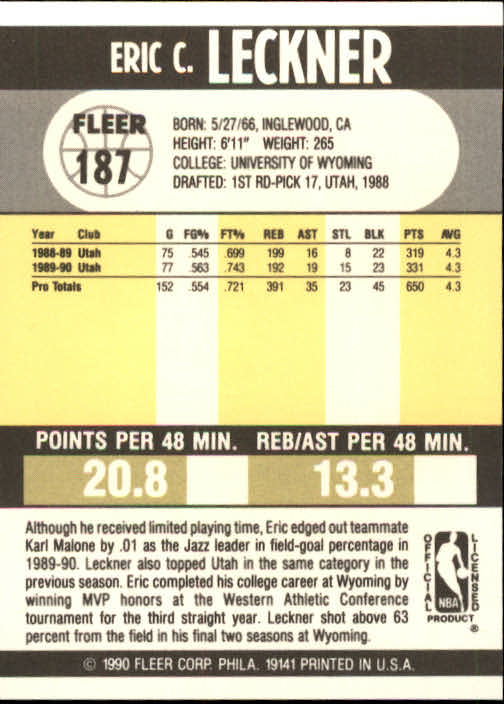 ERIC C. LECKNER
FLEER
187
BORN: 5/27/66, INGLEWOOD, CA
HEIGHT: 6'11" WEIGHT: 265
COLLEGE: UNIVERSITY OF WYOMING
DRAFTED: 1ST RD-PICK 17, UTAH, 1988
Year Club G FG% FT% REB AST STL BLK PTS AVG
1988-89 Utah 75 .545 .699 199 16 8 22 319 4.3
1989-90 Utah 77 .563 .743 192 19 15 23 331 4.3
Pro Totals 152 .554 .721 391 35 23 45 650 4.3
POINTS PER 48 MIN. REB/AST PER 48 MIN.
20.8 13.3
Although he received limited playing time, Eric edged out teammate
Karl Malone by .01 as the Jazz leader in field-goal percentage in
1989-90. Leckner also topped Utah in the same category in the
previous season. Eric completed his college career at Wyoming by
winning MVP honors at the Western Athletic Conference
tournament for the third straight year. Leckner shot above 63
percent from the field in his final two seasons at Wyoming.
OFFICIAL
LICENSED
NBA
PRODUCT ®
© 1990 FLEER CORP. PHILA. 19141 PRINTED IN U.S.A.